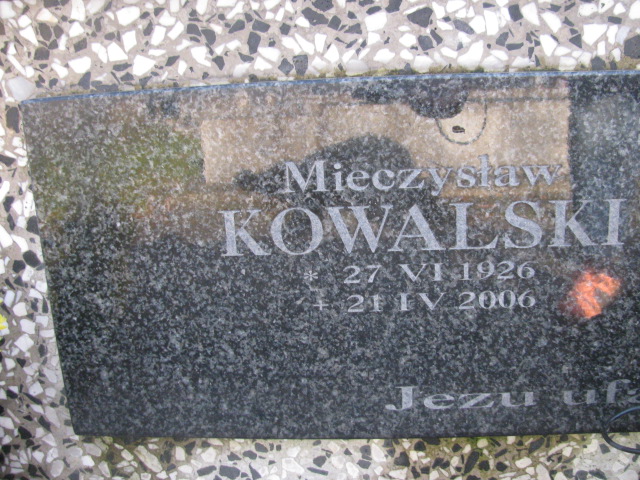 Mieczysław
KOWALSKI
* 27 VI 1926
+ 21 IV 2006
Jezu